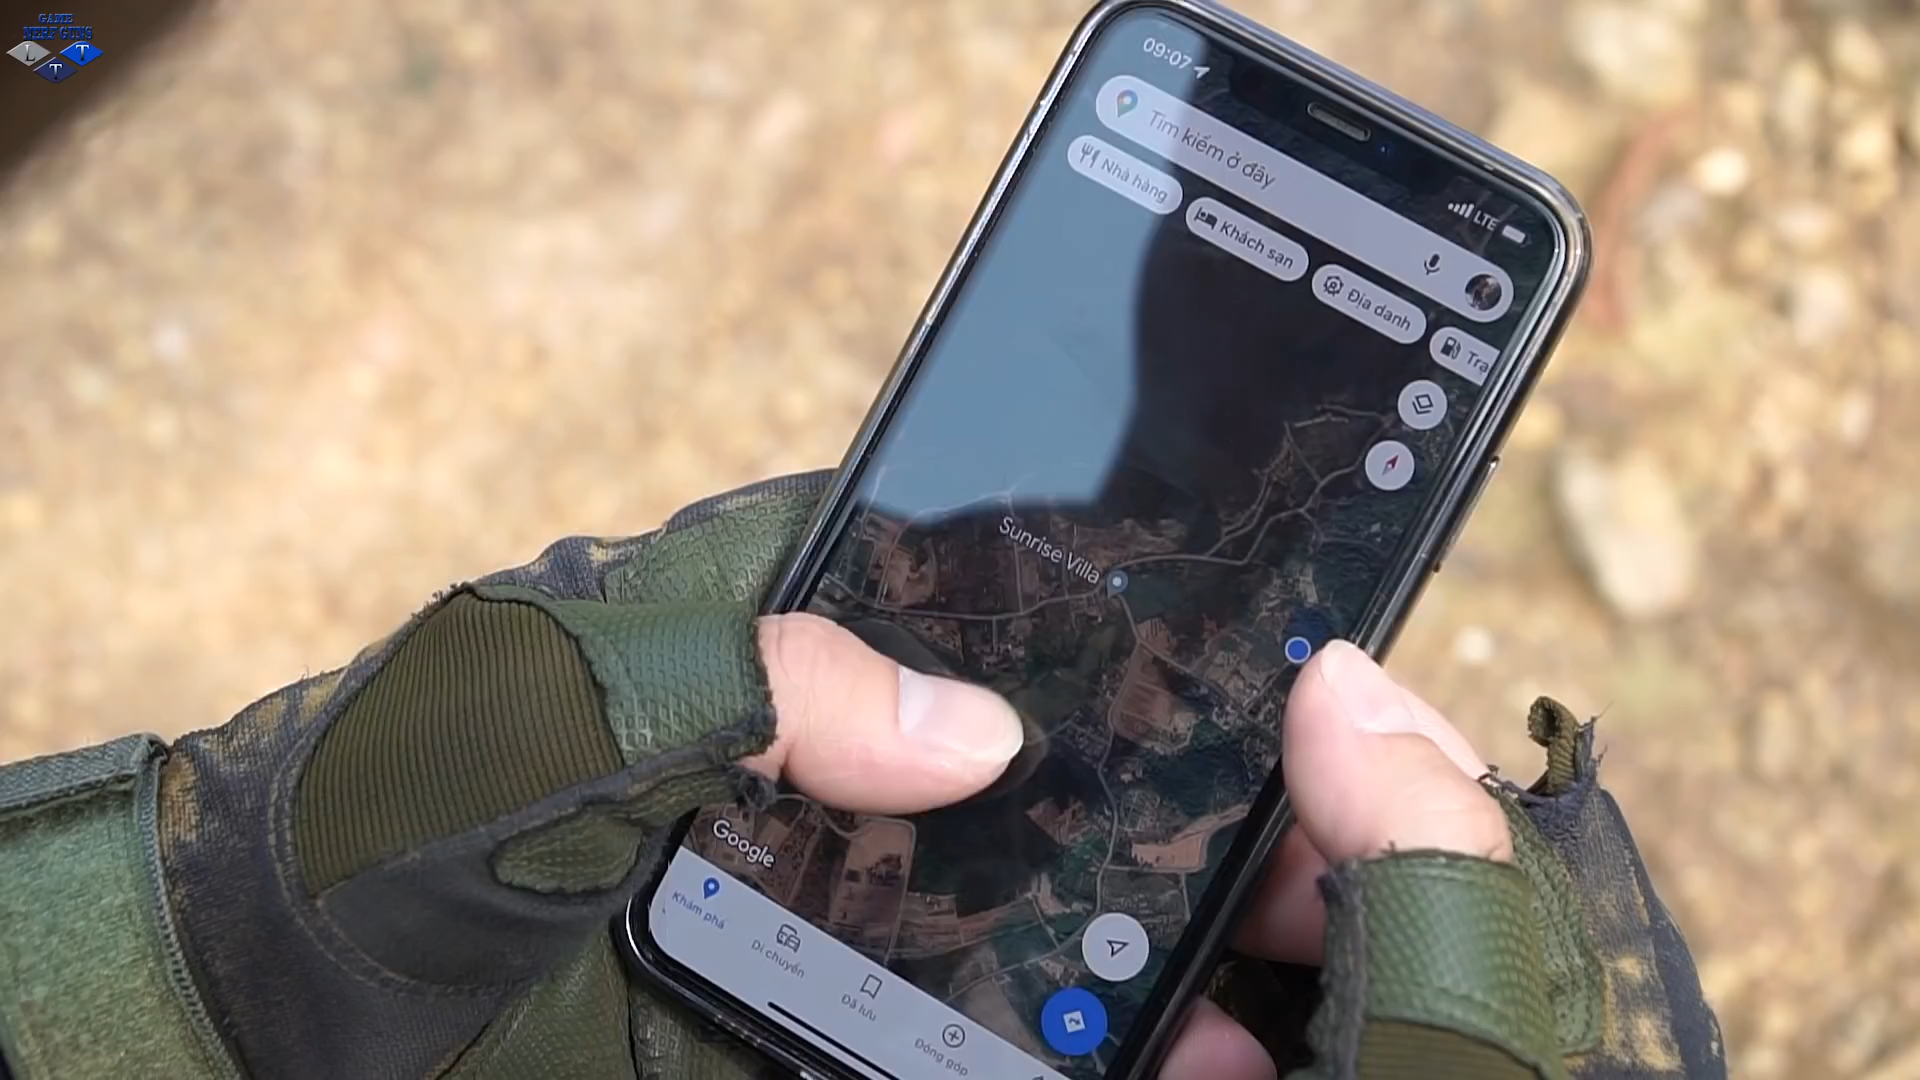 GAME
NERF GUNS
L T T
09:07
LTE
Tìm kiếm ở đây
Nhà hàng
Khách sạn
Địa danh
Trạ
Sunrise Villa
Google
Khám phá
Di chuyển
Đã lưu
Đóng góp